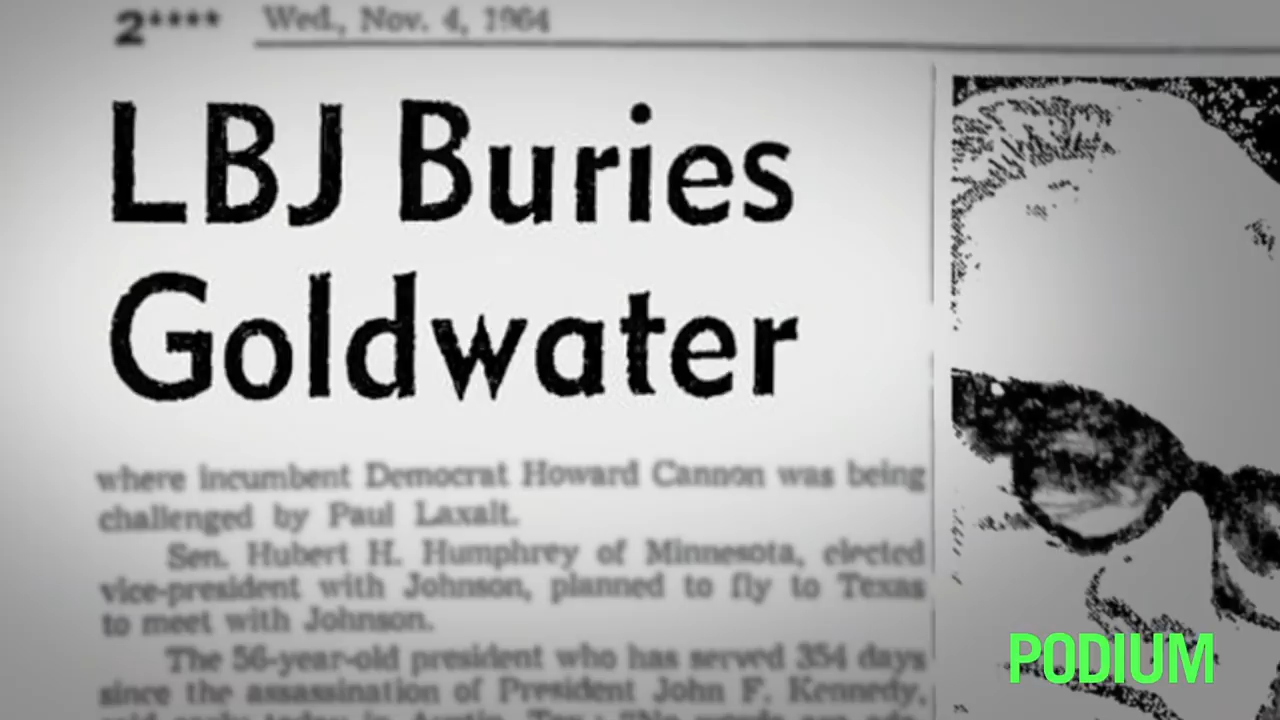 2**** Wed., Nov. 4, 1964
LBJ Buries
Goldwater
where incumbent Democrat Howard Cannon was being
challenged by Paul Laxalt.
Sen. Hubert H. Humphrey of Minnesota, elected
vice-president with Johnson, planned to fly to Texas
to meet with Johnson.
The 56-year-old president who has served 354 days
since the assassination of President John F. Kennedy,
PODIUM